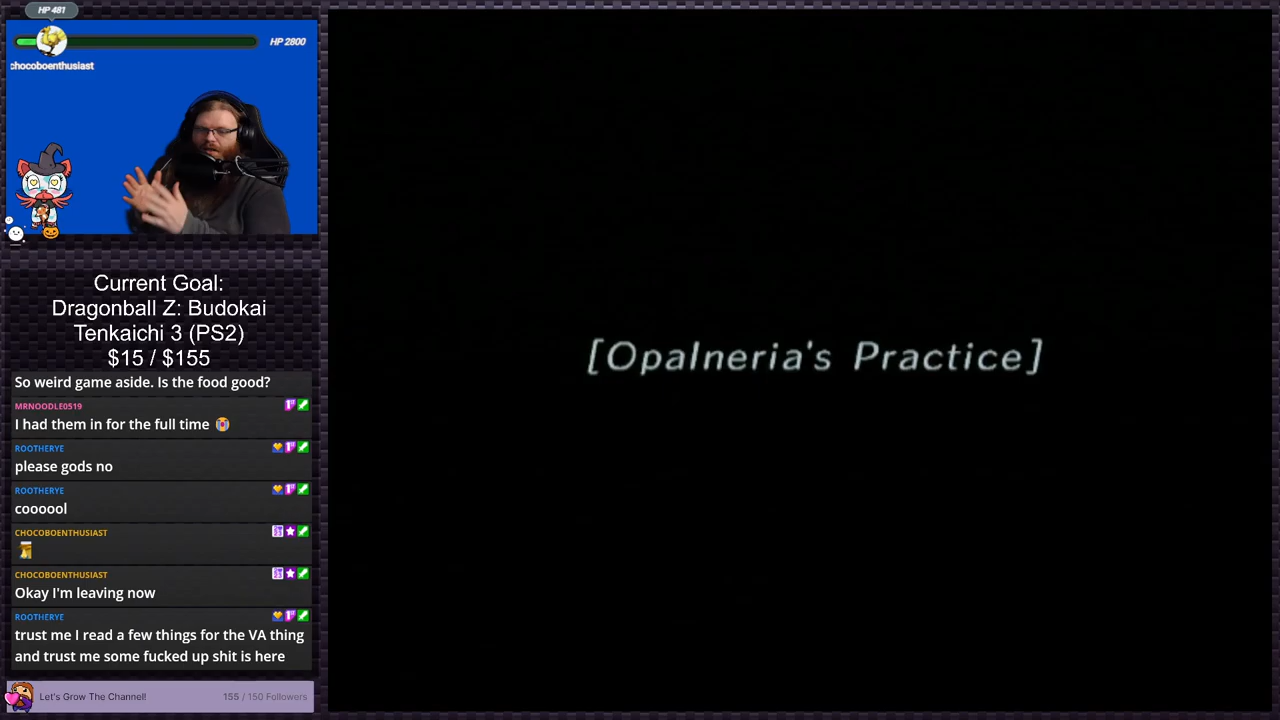 HP 481
HP 2800
chocoboenthusiast
Current Goal:
Dragonball Z: Budokai
Tenkaichi 3 (PS2)
$15 / $155
So weird game aside. Is the food good?
MRNOODLE0519
I had them in for the full time 😭
ROOTHERYE
please gods no
ROOTHERYE
coooool
CHOCOBOENTHUSIAST
CHOCOBOENTHUSIAST
Okay I'm leaving now
ROOTHERYE
trust me I read a few things for the VA thing
and trust me some fucked up shit is here
Let's Grow The Channel!
155 / 150 Followers
[Opalneria's Practice]